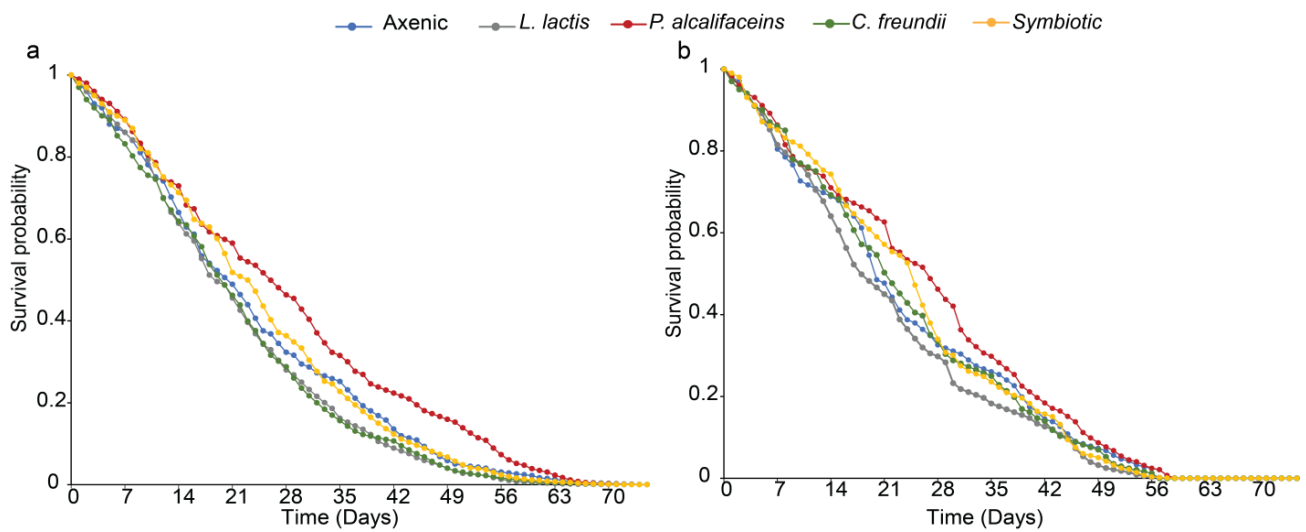 Axenic L. lactis P. alcalifaceins C. freundii Symbiotic
a
1
0.8
0.6
0.4
0.2
0
Survival probability
0 7 14 21 28 35 42 49 56 63 70
Time (Days)
b
1
0.8
0.6
0.4
0.2
0
Survival probability
0 7 14 21 28 35 42 49 56 63 70
Time (Days)